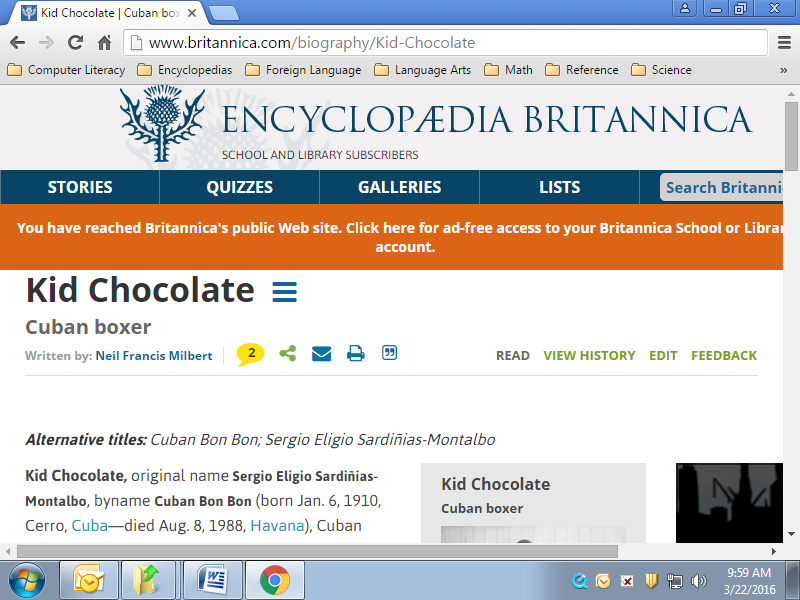 Kid Chocolate | Cuban box
www.britannica.com/biography/Kid-Chocolate
Computer Literacy Encyclopedias Foreign Language Language Arts Math Reference Science »
ENCYCLOPÆDIA BRITANNICA
SCHOOL AND LIBRARY SUBSCRIBERS
STORIES QUIZZES GALLERIES LISTS Search Britanni
You have reached Britannica's public Web site. Click here for ad-free access to your Britannica School or Librar
account.
Kid Chocolate
Cuban boxer
Written by: Neil Francis Milbert 2 READ VIEW HISTORY EDIT FEEDBACK
Alternative titles: Cuban Bon Bon; Sergio Eligio Sardiñias-Montalbo
Kid Chocolate, original name Sergio Eligio Sardiñias-
Montalbo, byname Cuban Bon Bon (born Jan. 6, 1910,
Cerro, Cuba—died Aug. 8, 1988, Havana), Cuban
Kid Chocolate
Cuban boxer
9:59 AM
3/22/2016